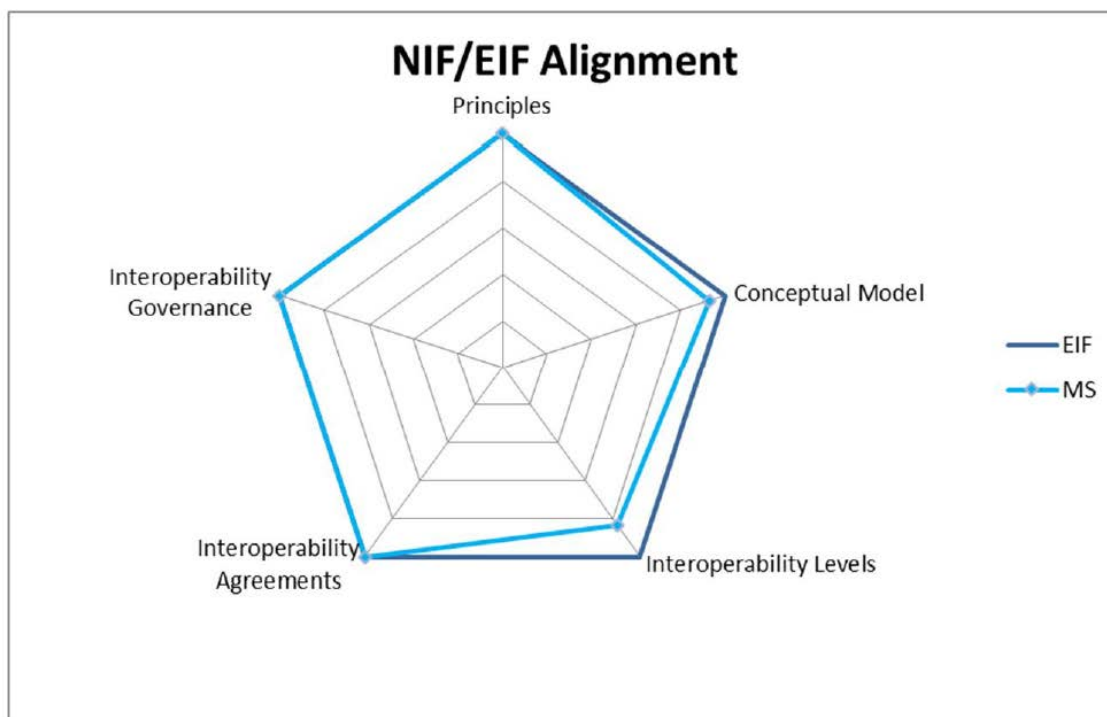 NIF/EIF Alignment
Principles
Interoperability
Governance
Conceptual Model
EIF
MS
Interoperability
Agreements
Interoperability Levels